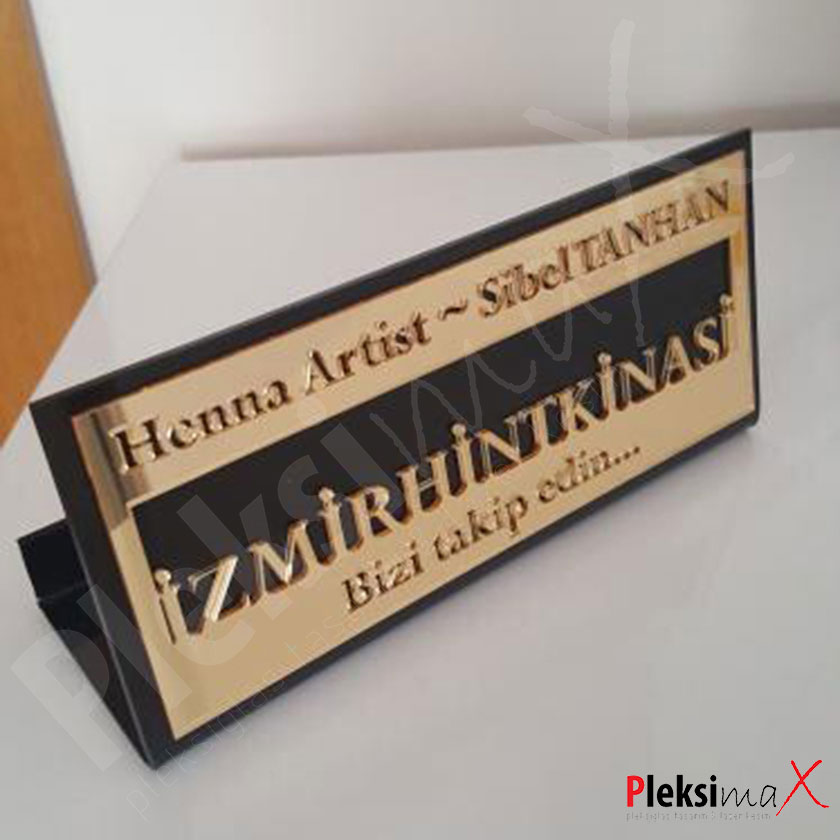 Henna Artist ~ Sibel TANHAN
İZMİRHİNTKİNASİ
Bizi takip edin...
PleksimaX